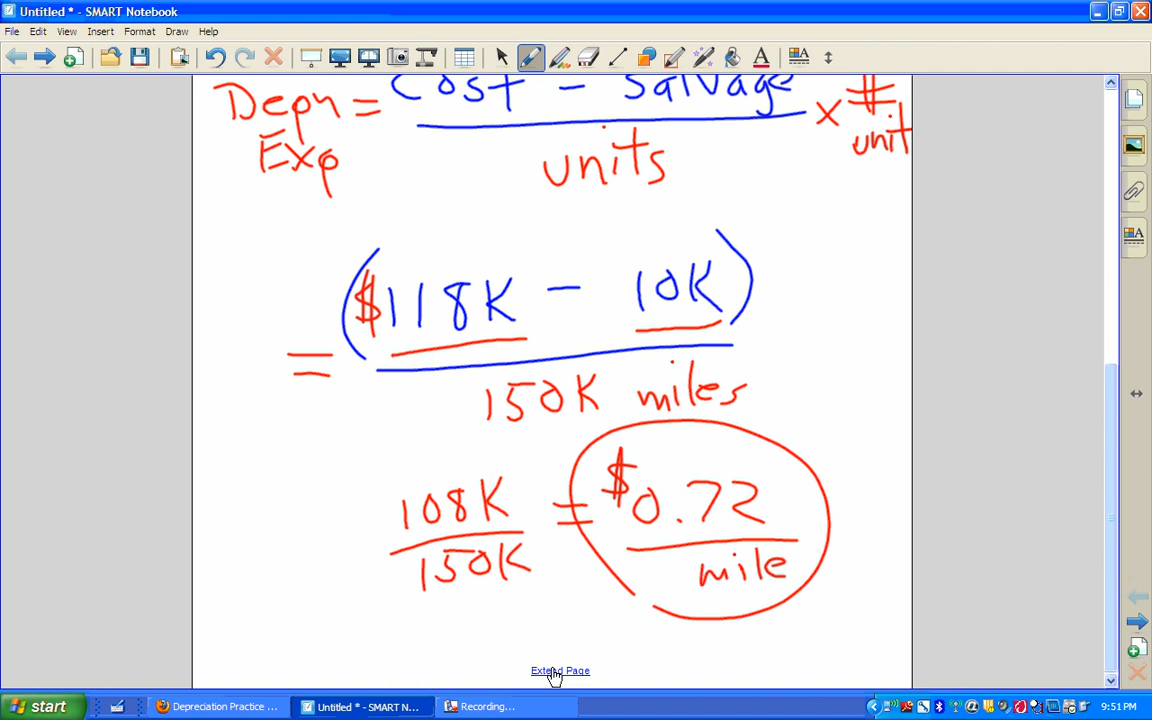 Untitled * - SMART Notebook
File Edit View Insert Format Draw Help
Depn = Cost - Salvage x #
Exp units unit
= ($118K - 10K)
150K miles
108K = $0.72
150K mile
Extend Page
start Depreciation Practice ... Untitled * - SMART N... Recording... 9:51 PM